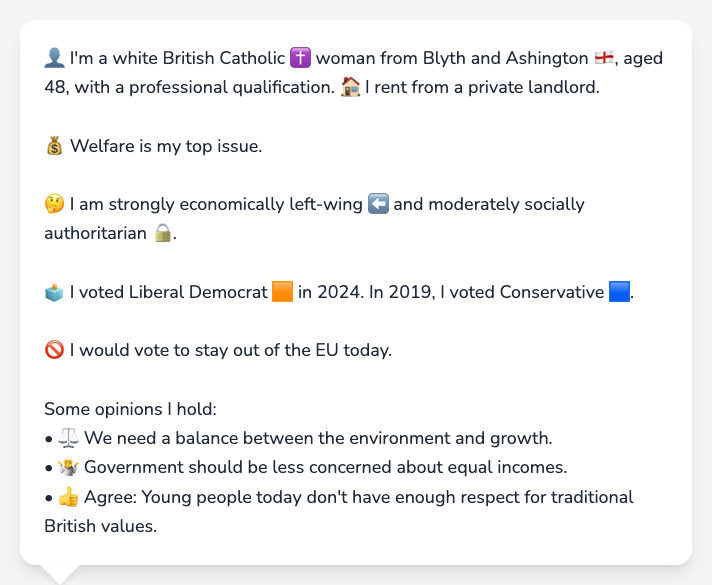 👤 I'm a white British Catholic ✝️ woman from Blyth and Ashington 🏴󠁧󠁢󠁥󠁮󠁧󠁿, aged
48, with a professional qualification. 🏠 I rent from a private landlord.
💰 Welfare is my top issue.
🤔 I am strongly economically left-wing ⬅️ and moderately socially
authoritarian 🔒.
🗳️ I voted Liberal Democrat 🟧 in 2024. In 2019, I voted Conservative 🟦.
🚫 I would vote to stay out of the EU today.
Some opinions I hold:
• ⚖️ We need a balance between the environment and growth.
• 🤷 Government should be less concerned about equal incomes.
• 👍 Agree: Young people today don't have enough respect for traditional
British values.